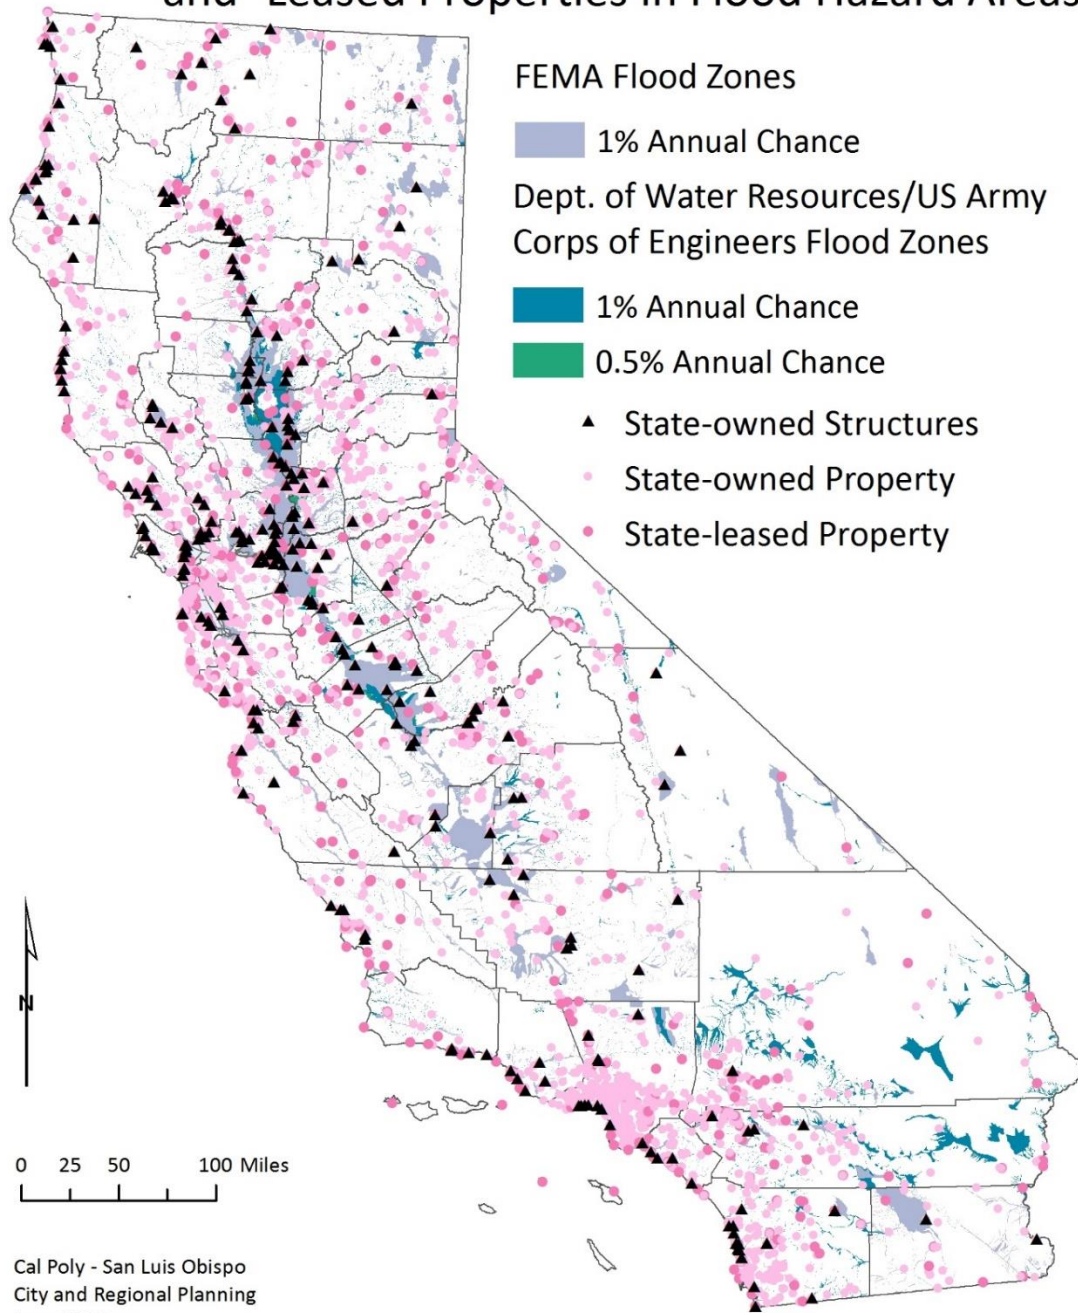 and Leased Properties in Flood Hazard Areas
FEMA Flood Zones
1% Annual Chance
Dept. of Water Resources/US Army
Corps of Engineers Flood Zones
1% Annual Chance
0.5% Annual Chance
State-owned Structures
State-owned Property
State-leased Property
N
0 25 50 100 Miles
Cal Poly - San Luis Obispo
City and Regional Planning